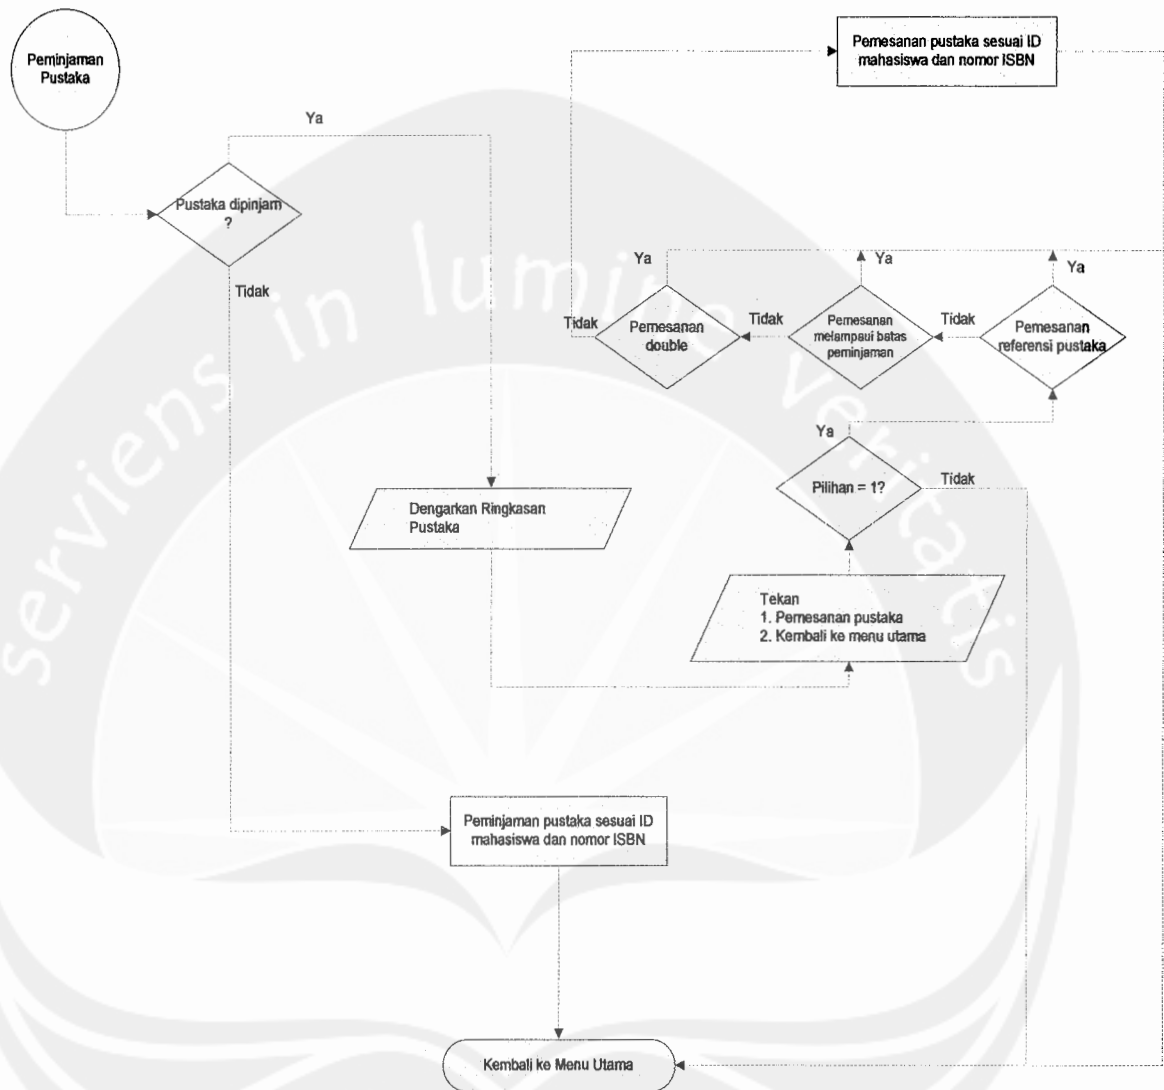 Peminjaman
Pustaka
Pemesanan pustaka sesuai ID
mahasiswa dan nomor ISBN
Ya
Pustaka dipinjam
?
Tidak
Ya
Ya
Ya
Tidak
Pemesanan
double
Tidak
Pemesanan
melampaui batas
peminjaman
Tidak
Pemesanan
referensi pustaka
Ya
Pilihan = 1?
Tidak
Dengarkan Ringkasan
Pustaka
Tekan
1. Pemesanan pustaka
2. Kembali ke menu utama
Peminjaman pustaka sesuai ID
mahasiswa dan nomor ISBN
Kembali ke Menu Utama
serviens in lumine veritatis